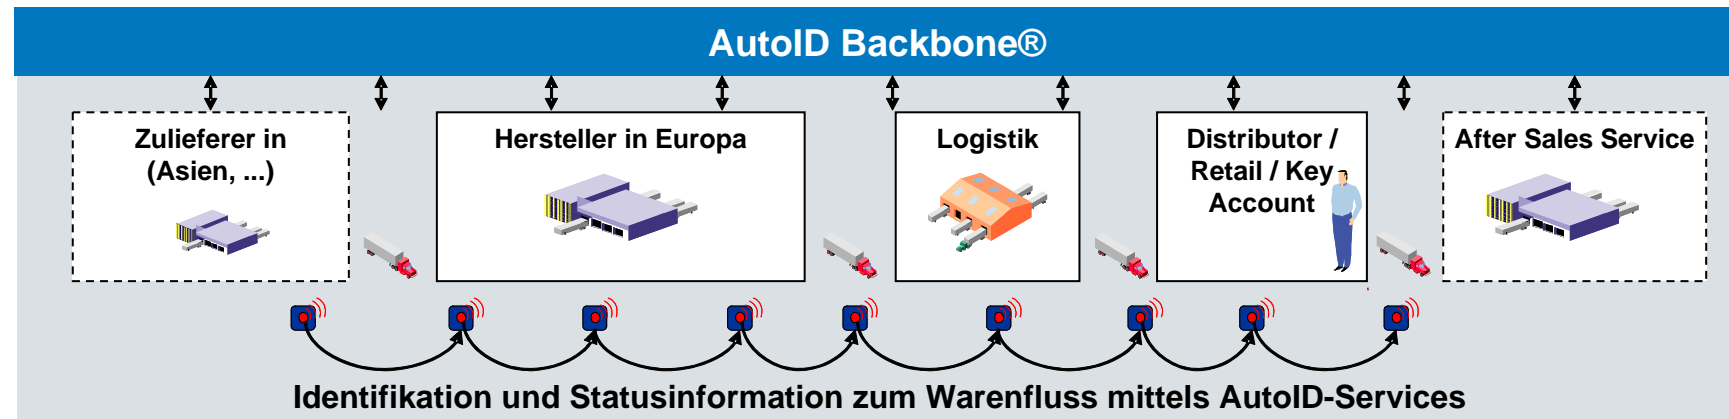 AutoID Backbone®
Zulieferer in
(Asien, ...)
Hersteller in Europa
Logistik
Distributor /
Retail / Key
Account
After Sales Service
Identifikation und Statusinformation zum Warenfluss mittels AutoID-Services